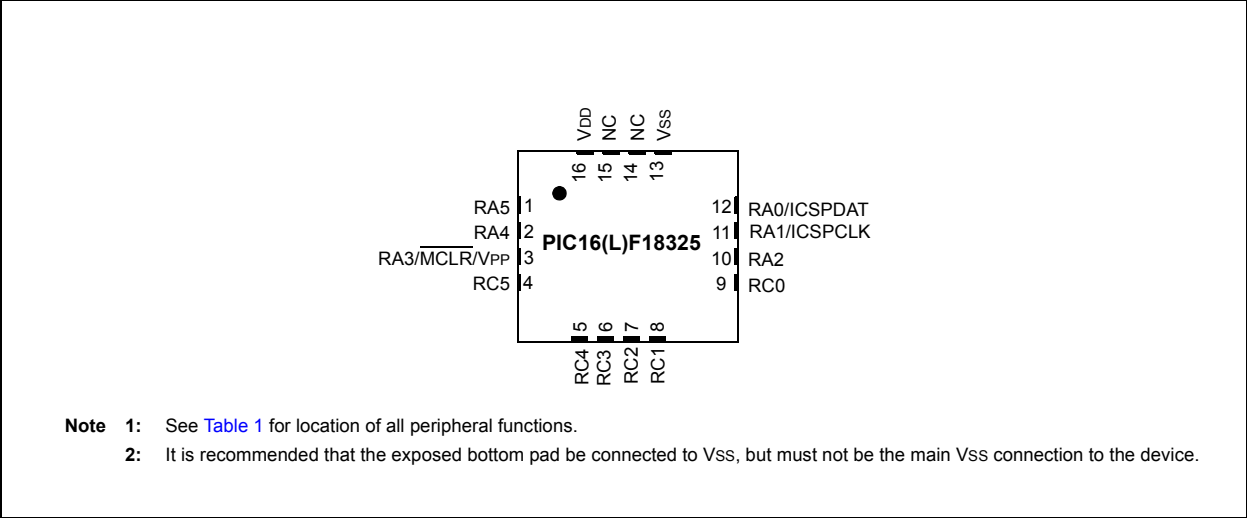 VDD
NC
NC
VSS
16
15
14
13
RA5 1
RA4 2
RA3/MCLR/VPP 3
RC5 4
PIC16(L)F18325
12 RA0/ICSPDAT
11 RA1/ICSPCLK
10 RA2
9 RC0
5
6
7
8
RC4
RC3
RC2
RC1
Note 1: See Table 1 for location of all peripheral functions.
2: It is recommended that the exposed bottom pad be connected to VSS, but must not be the main VSS connection to the device.